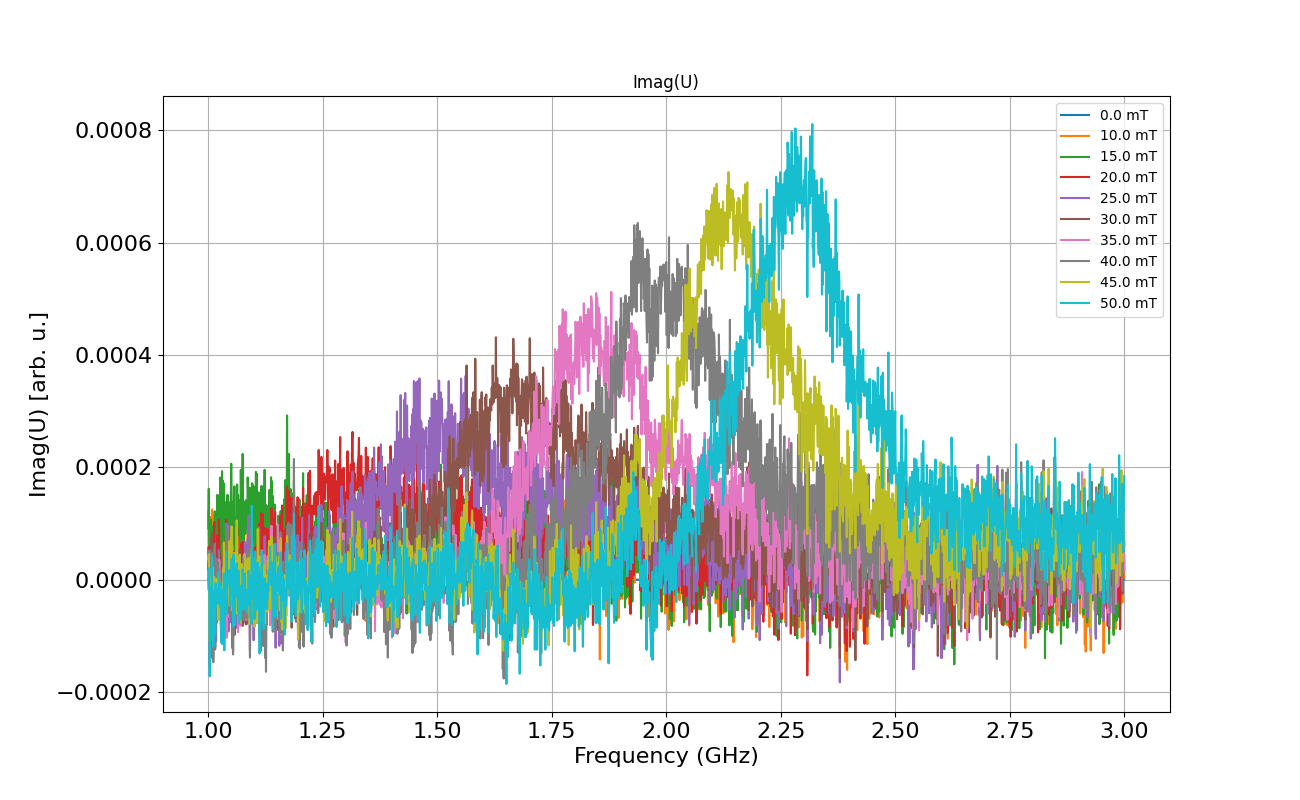 Imag(U)
Imag(U) [arb. u.]
0.0008
0.0006
0.0004
0.0002
0.0000
−0.0002
1.00 1.25 1.50 1.75 2.00 2.25 2.50 2.75 3.00
Frequency (GHz)
0.0 mT
10.0 mT
15.0 mT
20.0 mT
25.0 mT
30.0 mT
35.0 mT
40.0 mT
45.0 mT
50.0 mT